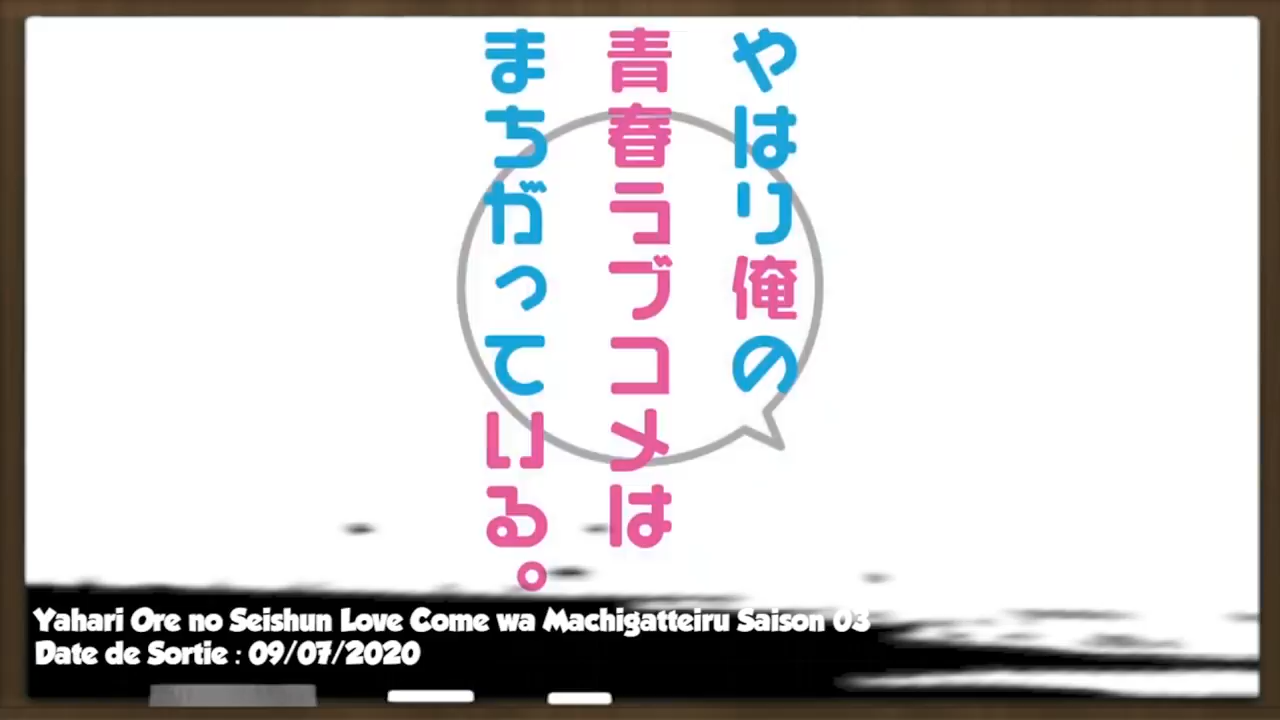 やはり俺の
青春ラブコメは
まちがっている。
Yahari Ore no Seishun Love Come wa Machigatteiru Saison 03
Date de Sortie : 09/07/2020